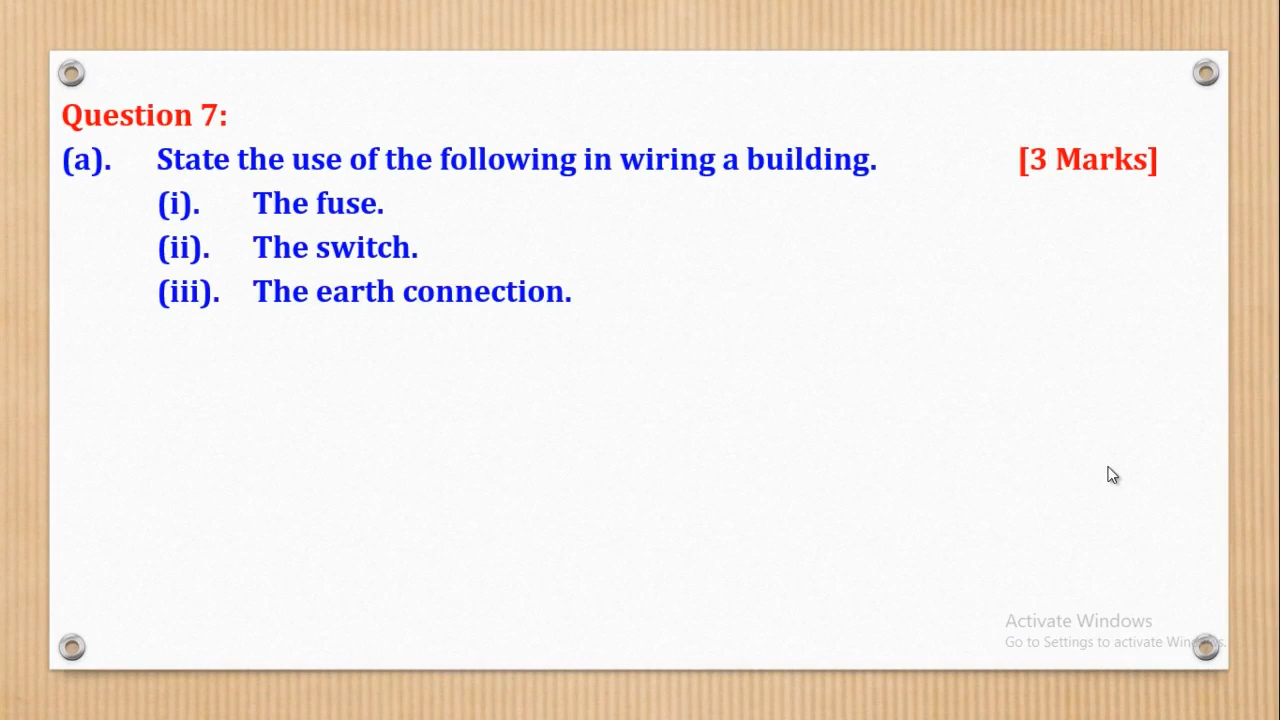 Question 7:
(a). State the use of the following in wiring a building. [3 Marks]
(i). The fuse.
(ii). The switch.
(iii). The earth connection.
Activate Windows
Go to Settings to activate Windows.